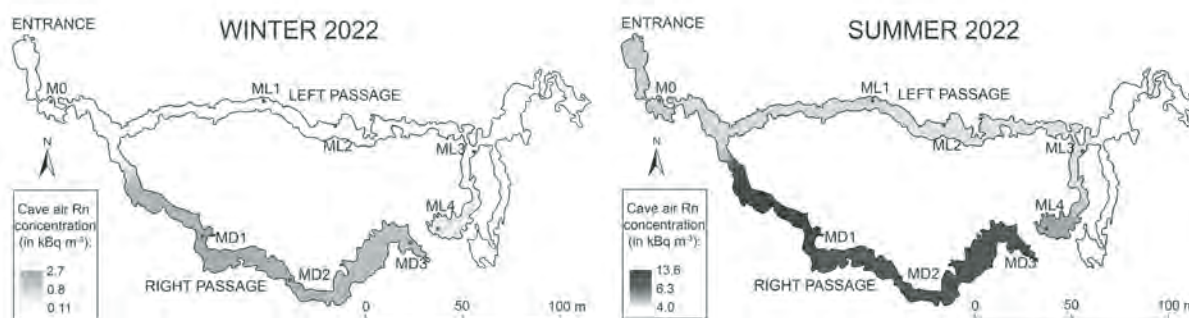 ENTRANCE
WINTER 2022
M0
ML1
LEFT PASSAGE
ML2
ML3
N
ML4
Cave air Rn
concentration
(in kBq m⁻³):
2.7
0.8
0.11
MD1
MD2
MD3
RIGHT PASSAGE
0 50 100 m
ENTRANCE
SUMMER 2022
M0
ML1
LEFT PASSAGE
ML2
ML3
N
ML4
Cave air Rn
concentration
(in kBq m⁻³):
13.6
6.3
4.0
MD1
MD2
MD3
RIGHT PASSAGE
0 50 100 m